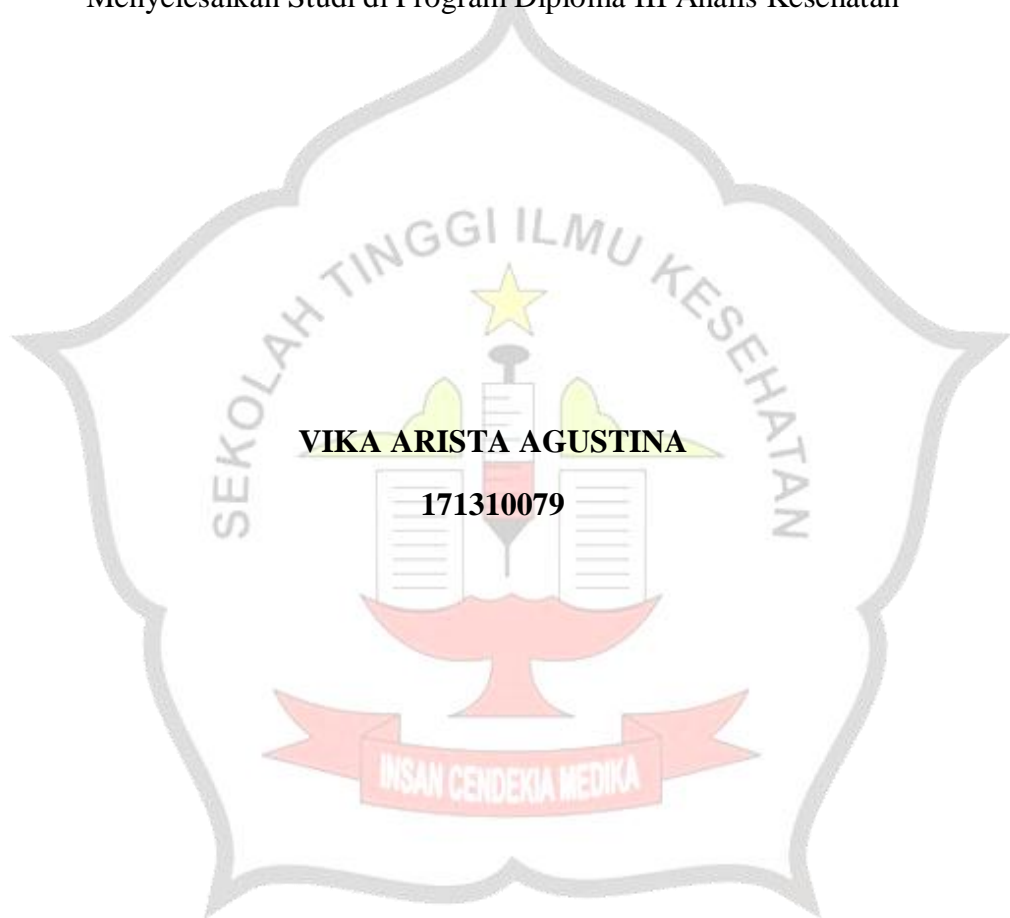 Menyelesaikan Studi di Program Diploma III Analis Kesehatan
SEKOLAH TINGGI ILMU KESEHATAN
VIKA ARISTA AGUSTINA
171310079
INSAN CENDEKIA MEDIKA